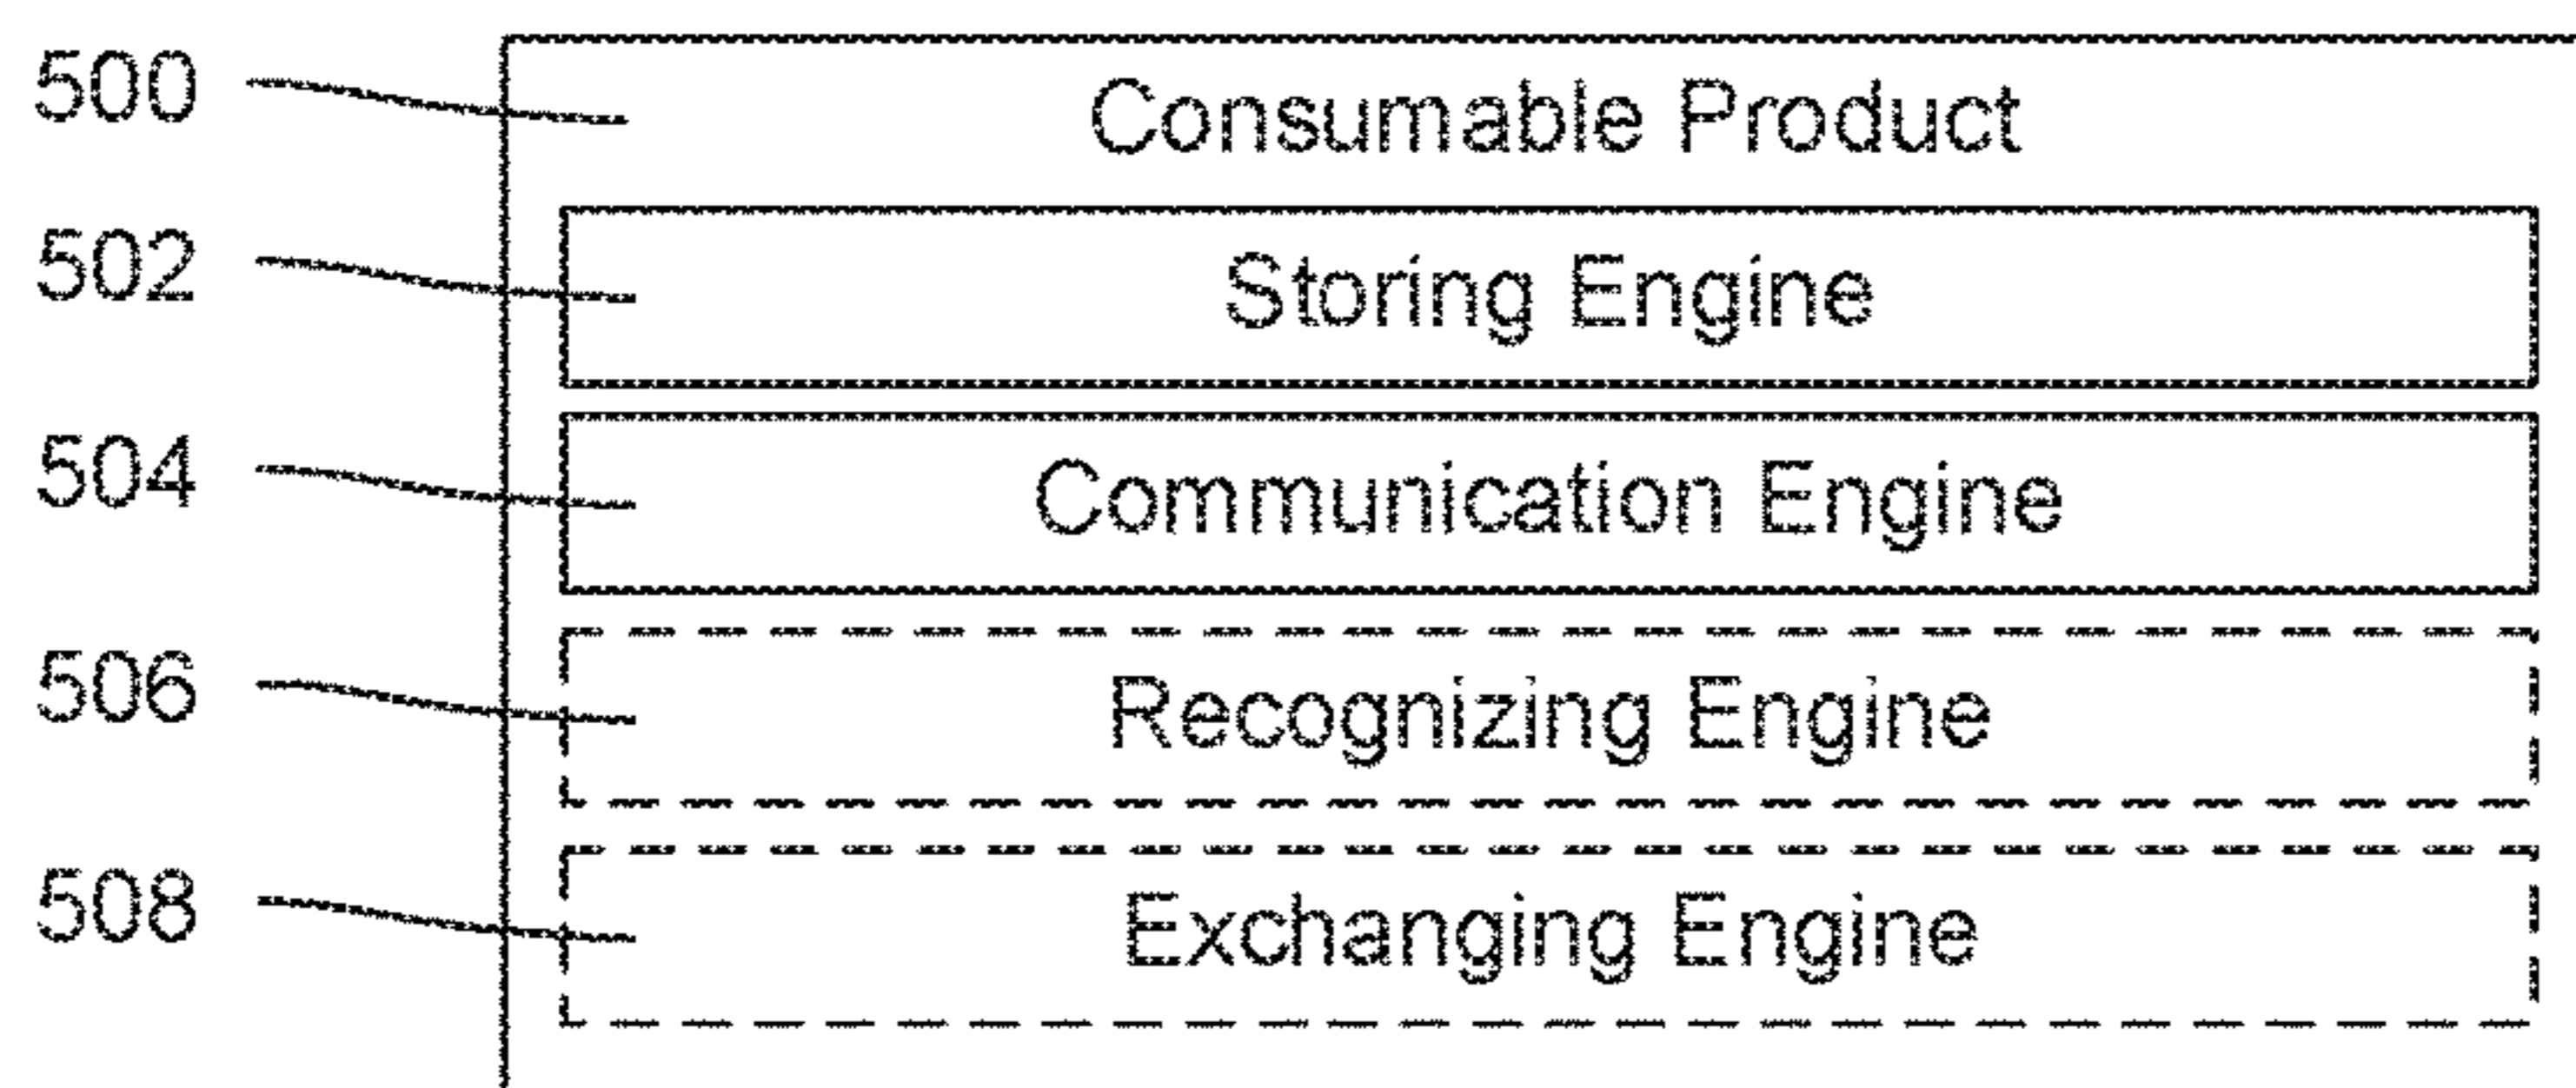 500 Consumable Product
502 Storing Engine
504 Communication Engine
506 Recognizing Engine
508 Exchanging Engine